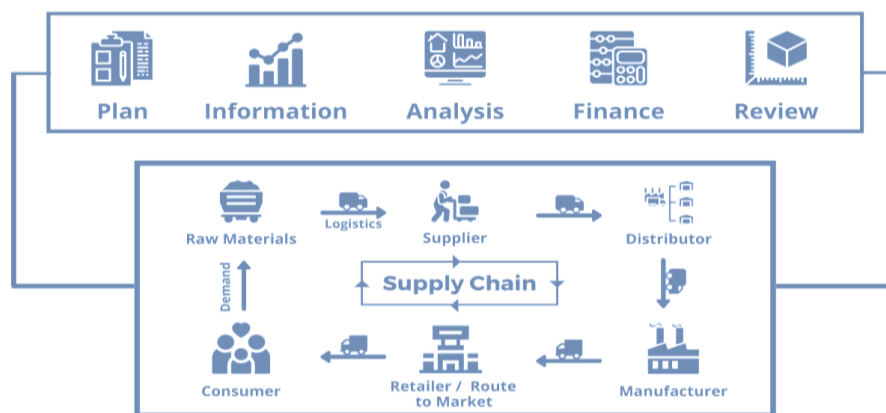 Plan
Information
Analysis
Finance
Review
Raw Materials
Logistics
Supplier
Distributor
Demand
Supply Chain
Consumer
Retailer / Route
to Market
Manufacturer